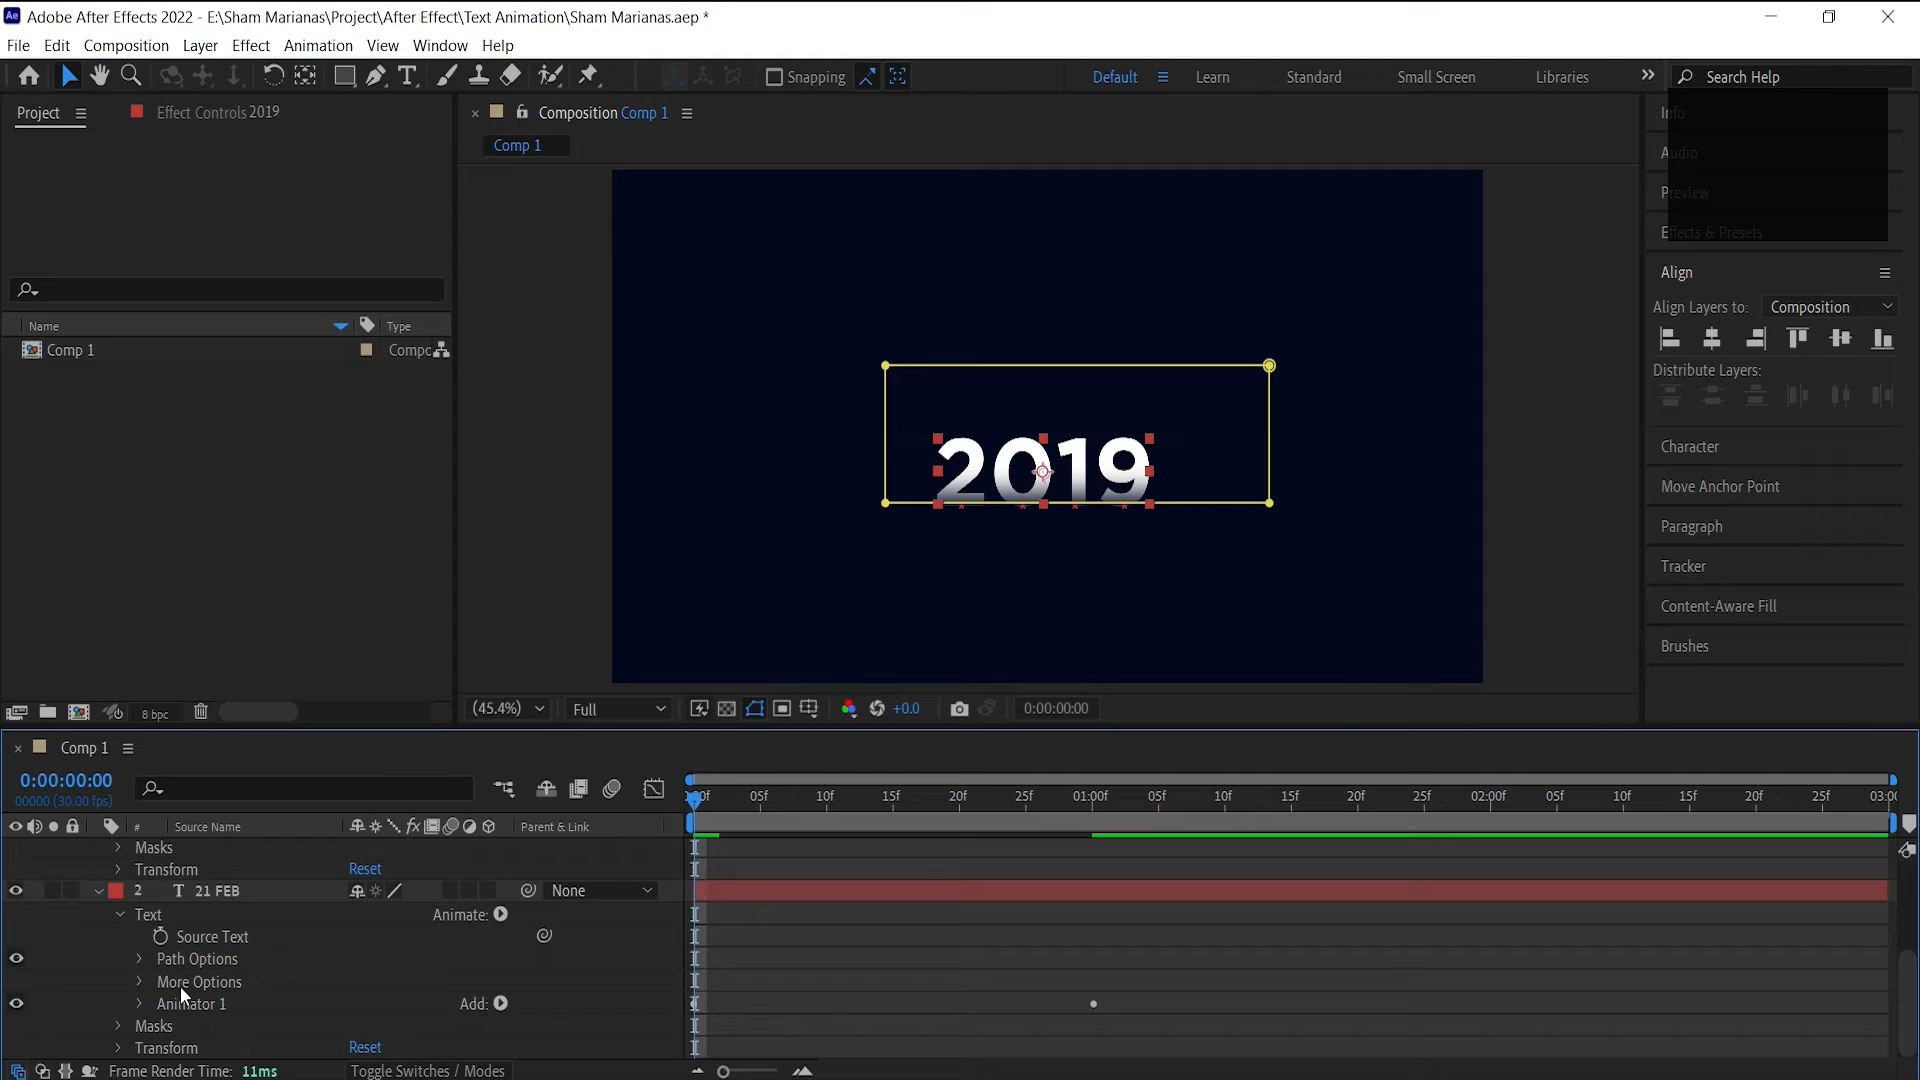 Adobe After Effects 2022 - E:\Sham Marianas\Project\After Effect\Text Animation\Sham Marianas.aep *
File Edit Composition Layer Effect Animation View Window Help
Snapping Default Learn Standard Small Screen Libraries Search Help
Project Effect Controls 2019
Composition Comp 1
Comp 1
Info
Audio
Preview
Effects & Presets
Align
Align Layers to: Composition
Distribute Layers:
Character
Move Anchor Point
Paragraph
Tracker
Content-Aware Fill
Brushes
Name Type
Comp 1 Compc
2019
8 bpc
(45.4%) Full +0.0 0:00:00:00
Comp 1
0:00:00:00
00000 (30.00 fps)
05f 10f 15f 20f 25f 01:00f 05f 10f 15f 20f 25f 02:00f 05f 10f 15f 20f 25f
# Source Name fx Parent & Link
Masks
Transform Reset
2 T 21 FEB None
Text Animate:
Source Text
Path Options
More Options
Animator 1 Add:
Masks
Transform Reset
Frame Render Time: 11ms Toggle Switches / Modes